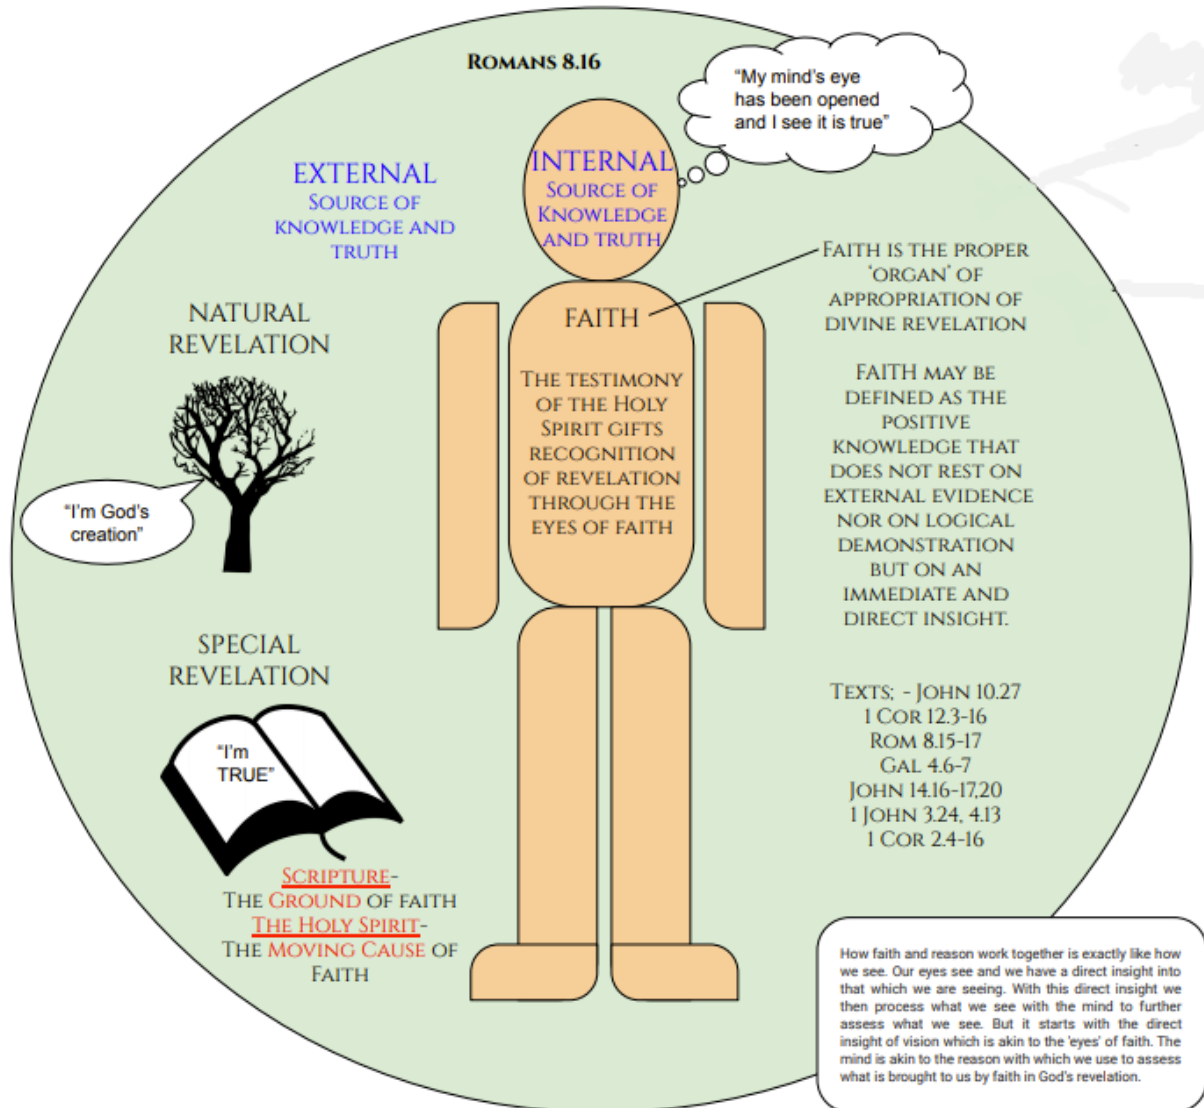 ROMANS 8.16
"My mind's eye
has been opened
and I see it is true"
EXTERNAL
SOURCE OF
KNOWLEDGE AND
TRUTH
INTERNAL
SOURCE OF
KNOWLEDGE
AND TRUTH
NATURAL
REVELATION
"I'm God's
creation"
SPECIAL
REVELATION
"I'm
TRUE"
SCRIPTURE-
THE GROUND OF FAITH
THE HOLY SPIRIT-
THE MOVING CAUSE OF
FAITH
FAITH
THE TESTIMONY
OF THE HOLY
SPIRIT GIFTS
RECOGNITION
OF REVELATION
THROUGH THE
EYES OF FAITH
FAITH IS THE PROPER
'ORGAN' OF
APPROPRIATION OF
DIVINE REVELATION
FAITH MAY BE
DEFINED AS THE
POSITIVE
KNOWLEDGE THAT
DOES NOT REST ON
EXTERNAL EVIDENCE
NOR ON LOGICAL
DEMONSTRATION
BUT ON AN
IMMEDIATE AND
DIRECT INSIGHT.
TEXTS; - JOHN 10.27
1 COR 12.3-16
ROM 8.15-17
GAL 4.6-7
JOHN 14.16-17,20
1 JOHN 3.24, 4.13
1 COR 2.4-16
How faith and reason work together is exactly like how
we see. Our eyes see and we have a direct insight into
that which we are seeing. With this direct insight we
then process what we see with the mind to further
assess what we see. But it starts with the direct
insight of vision which is akin to the 'eyes' of faith. The
mind is akin to the reason with which we use to assess
what is brought to us by faith in God's revelation.